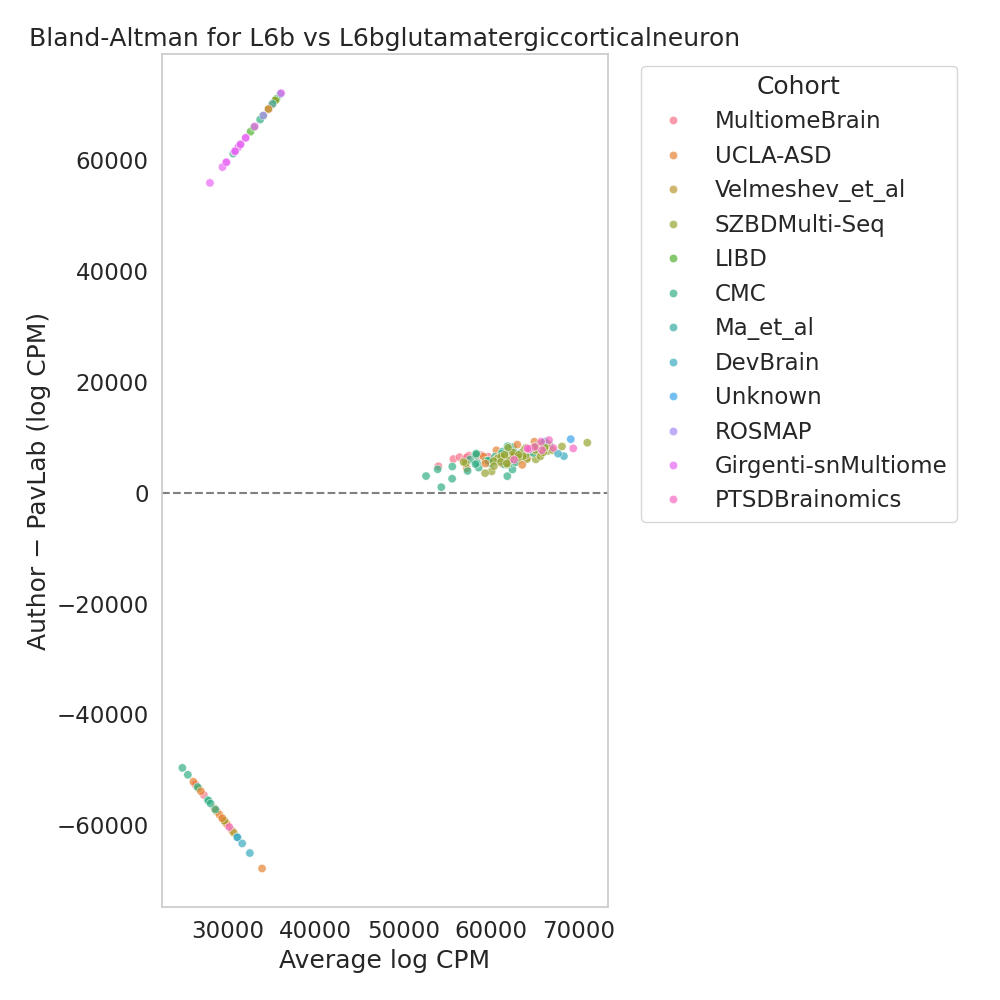 Bland-Altman for L6b vs L6bglutamatergiccorticalneuron
Author − PavLab (log CPM)
60000
40000
20000
0
−20000
−40000
−60000
30000 40000 50000 60000 70000
Average log CPM
Cohort
MultiomeBrain
UCLA-ASD
Velmeshev_et_al
SZBDMulti-Seq
LIBD
CMC
Ma_et_al
DevBrain
Unknown
ROSMAP
Girgenti-snMultiome
PTSDBrainomics